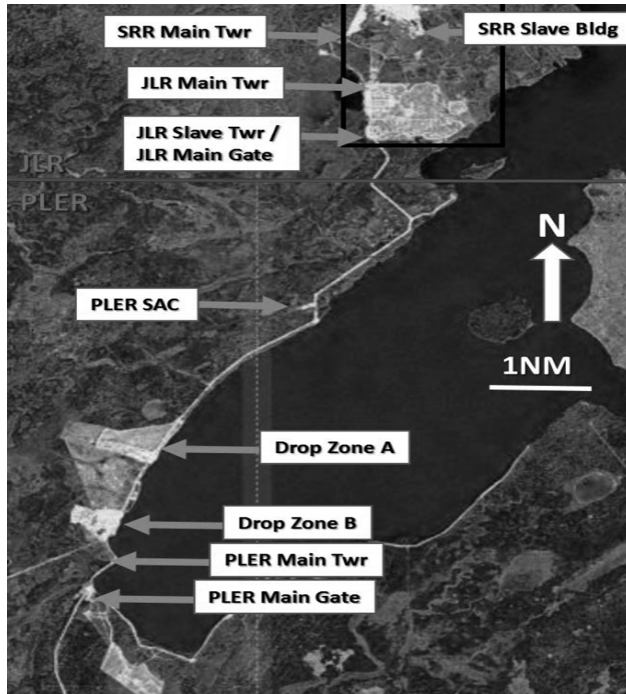 SRR Main Twr
SRR Slave Bldg
JLR Main Twr
JLR Slave Twr /
JLR Main Gate
JLR
PLER
N
PLER SAC
1NM
Drop Zone A
Drop Zone B
PLER Main Twr
PLER Main Gate